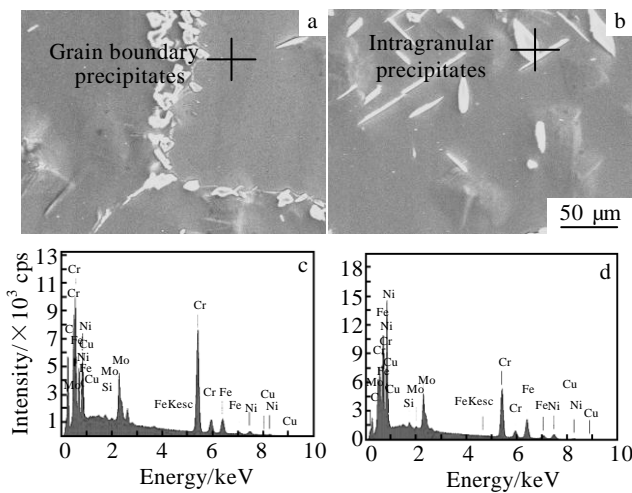 a
Grain boundary
precipitates
b
Intragranular
precipitates
50 μm
c
Intensity/×10³ cps
13
11
9
7
5
3
1
Cr
Cr
C
Fe
Ni
Cu
Ni
Fe
Mo
Cu
Mo
Si
Mo
FeKesc
Cr
Cr
Fe
Fe
Cu
Ni
Ni
Cu
0 2 4 6 8 10
Energy/keV
d
18
15
12
9
6
3
0
Ni
Fe
Ni
Cr
Cr
Cu
Mo
Fe
C
Cu
Mo
Si
Mo
FeKesc
Cr
Cr
Fe
Fe
Ni
Cu
Ni
Cu
0 2 4 6 8 10
Energy/keV